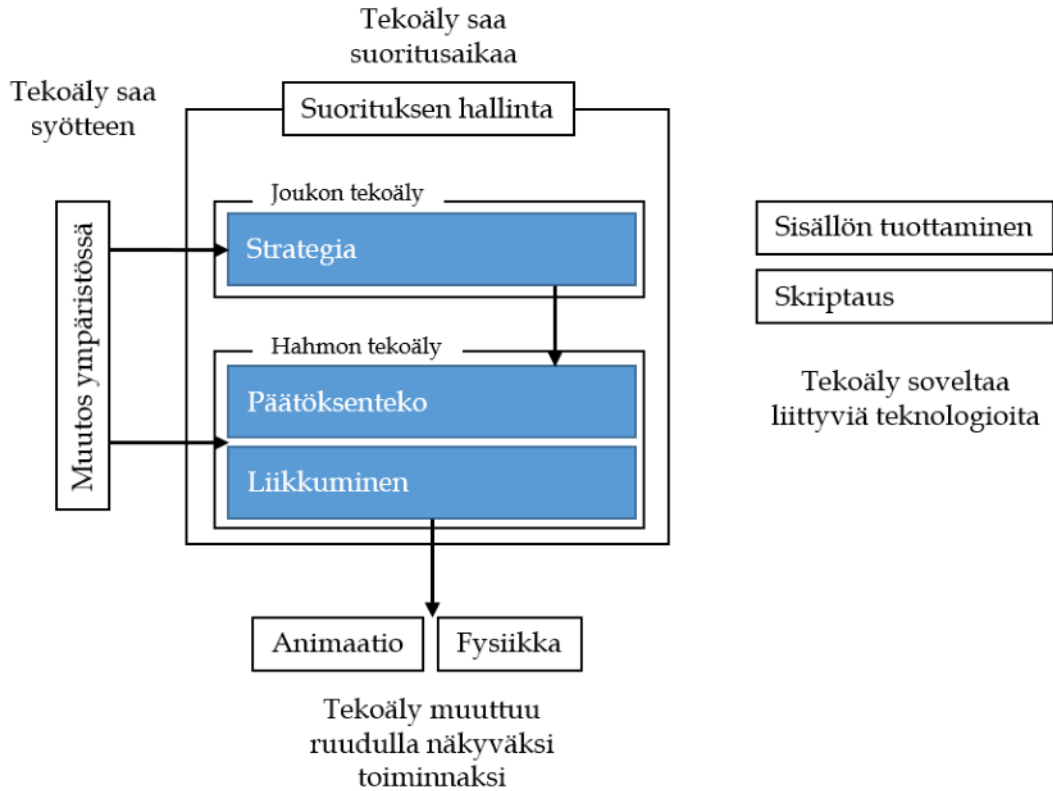 Tekoäly saa
suoritusaikaa
Tekoäly saa
syötteen
Suorituksen hallinta
Joukon tekoäly
Strategia
Muutos ympäristössä
Hahmon tekoäly
Päätöksenteko
Liikkuminen
Sisällön tuottaminen
Skriptaus
Tekoäly soveltaa
liittyviä teknologioita
Animaatio
Fysiikka
Tekoäly muuttuu
ruudulla näkyväksi
toiminnaksi